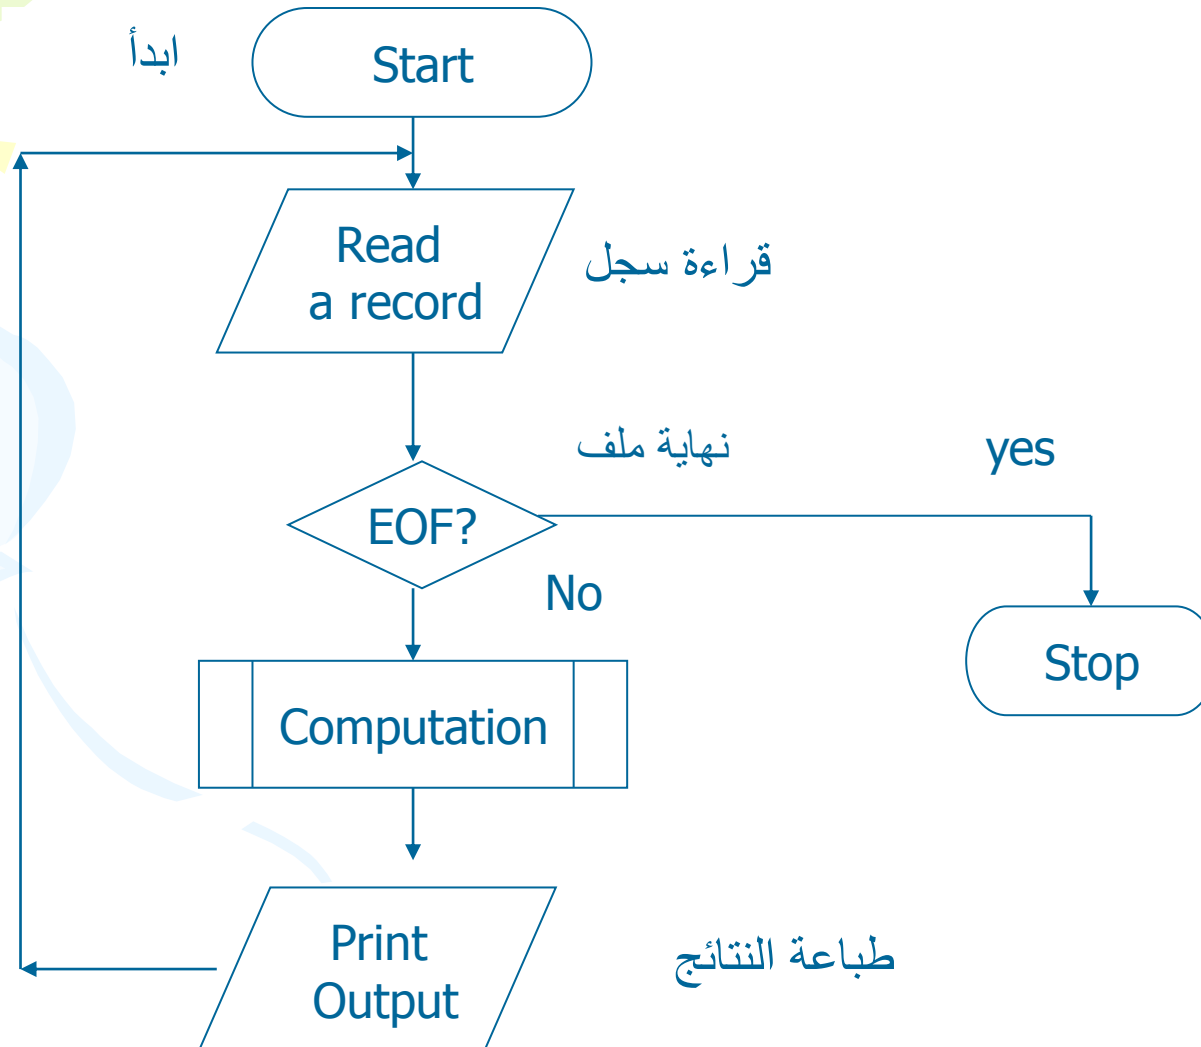 ابدأ
Start
Read
a record
قراءة سجل
نهاية ملف
yes
EOF?
No
Stop
Computation
Print
Output
طباعة النتائج